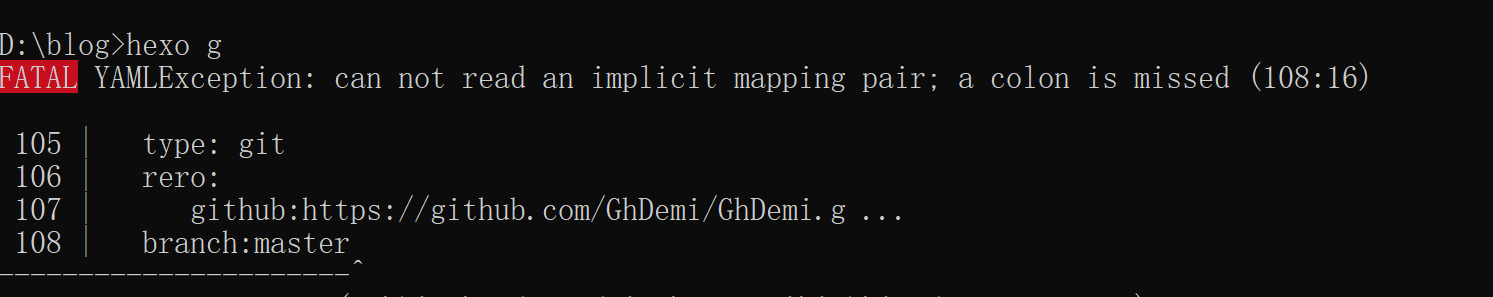 D:\blog>hexo g
FATAL YAMLException: can not read an implicit mapping pair; a colon is missed (108:16)
105 | type: git
106 | rero:
107 | github:https://github.com/GhDemi/GhDemi.g ...
108 | branch:master
----------------------^